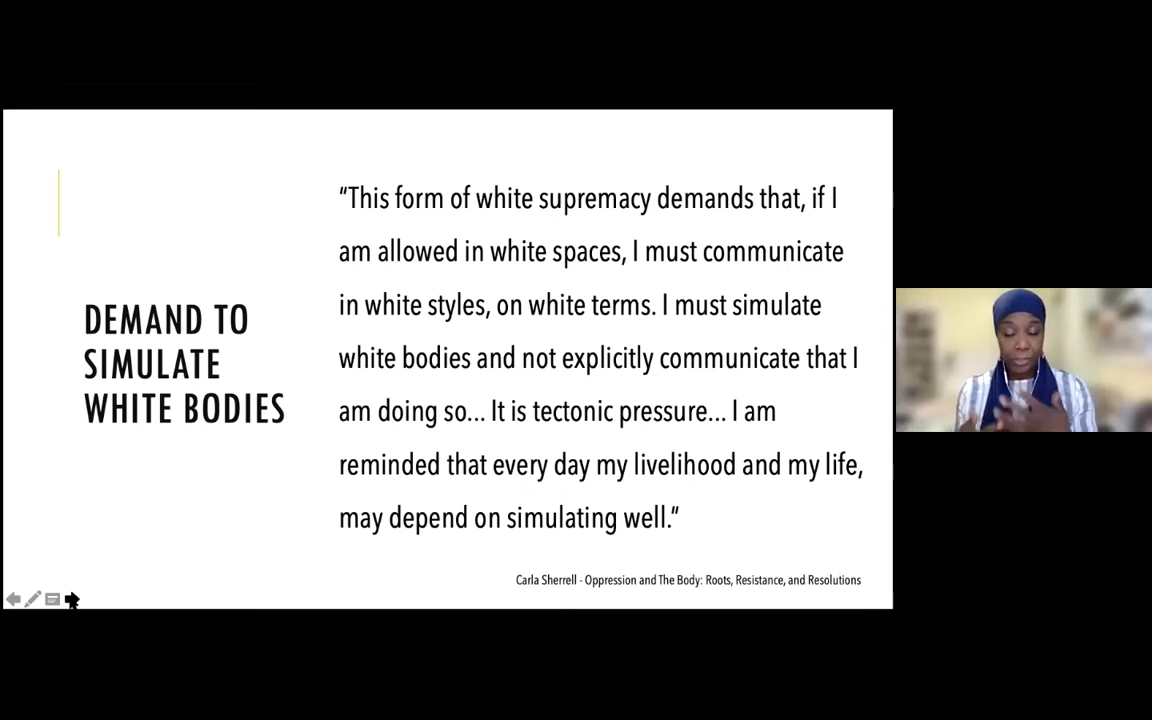 DEMAND TO
SIMULATE
WHITE BODIES
“This form of white supremacy demands that, if I
am allowed in white spaces, I must communicate
in white styles, on white terms. I must simulate
white bodies and not explicitly communicate that I
am doing so... It is tectonic pressure... I am
reminded that every day my livelihood and my life,
may depend on simulating well.“
Carla Sherrell - Oppression and The Body: Roots, Resistance, and Resolutions